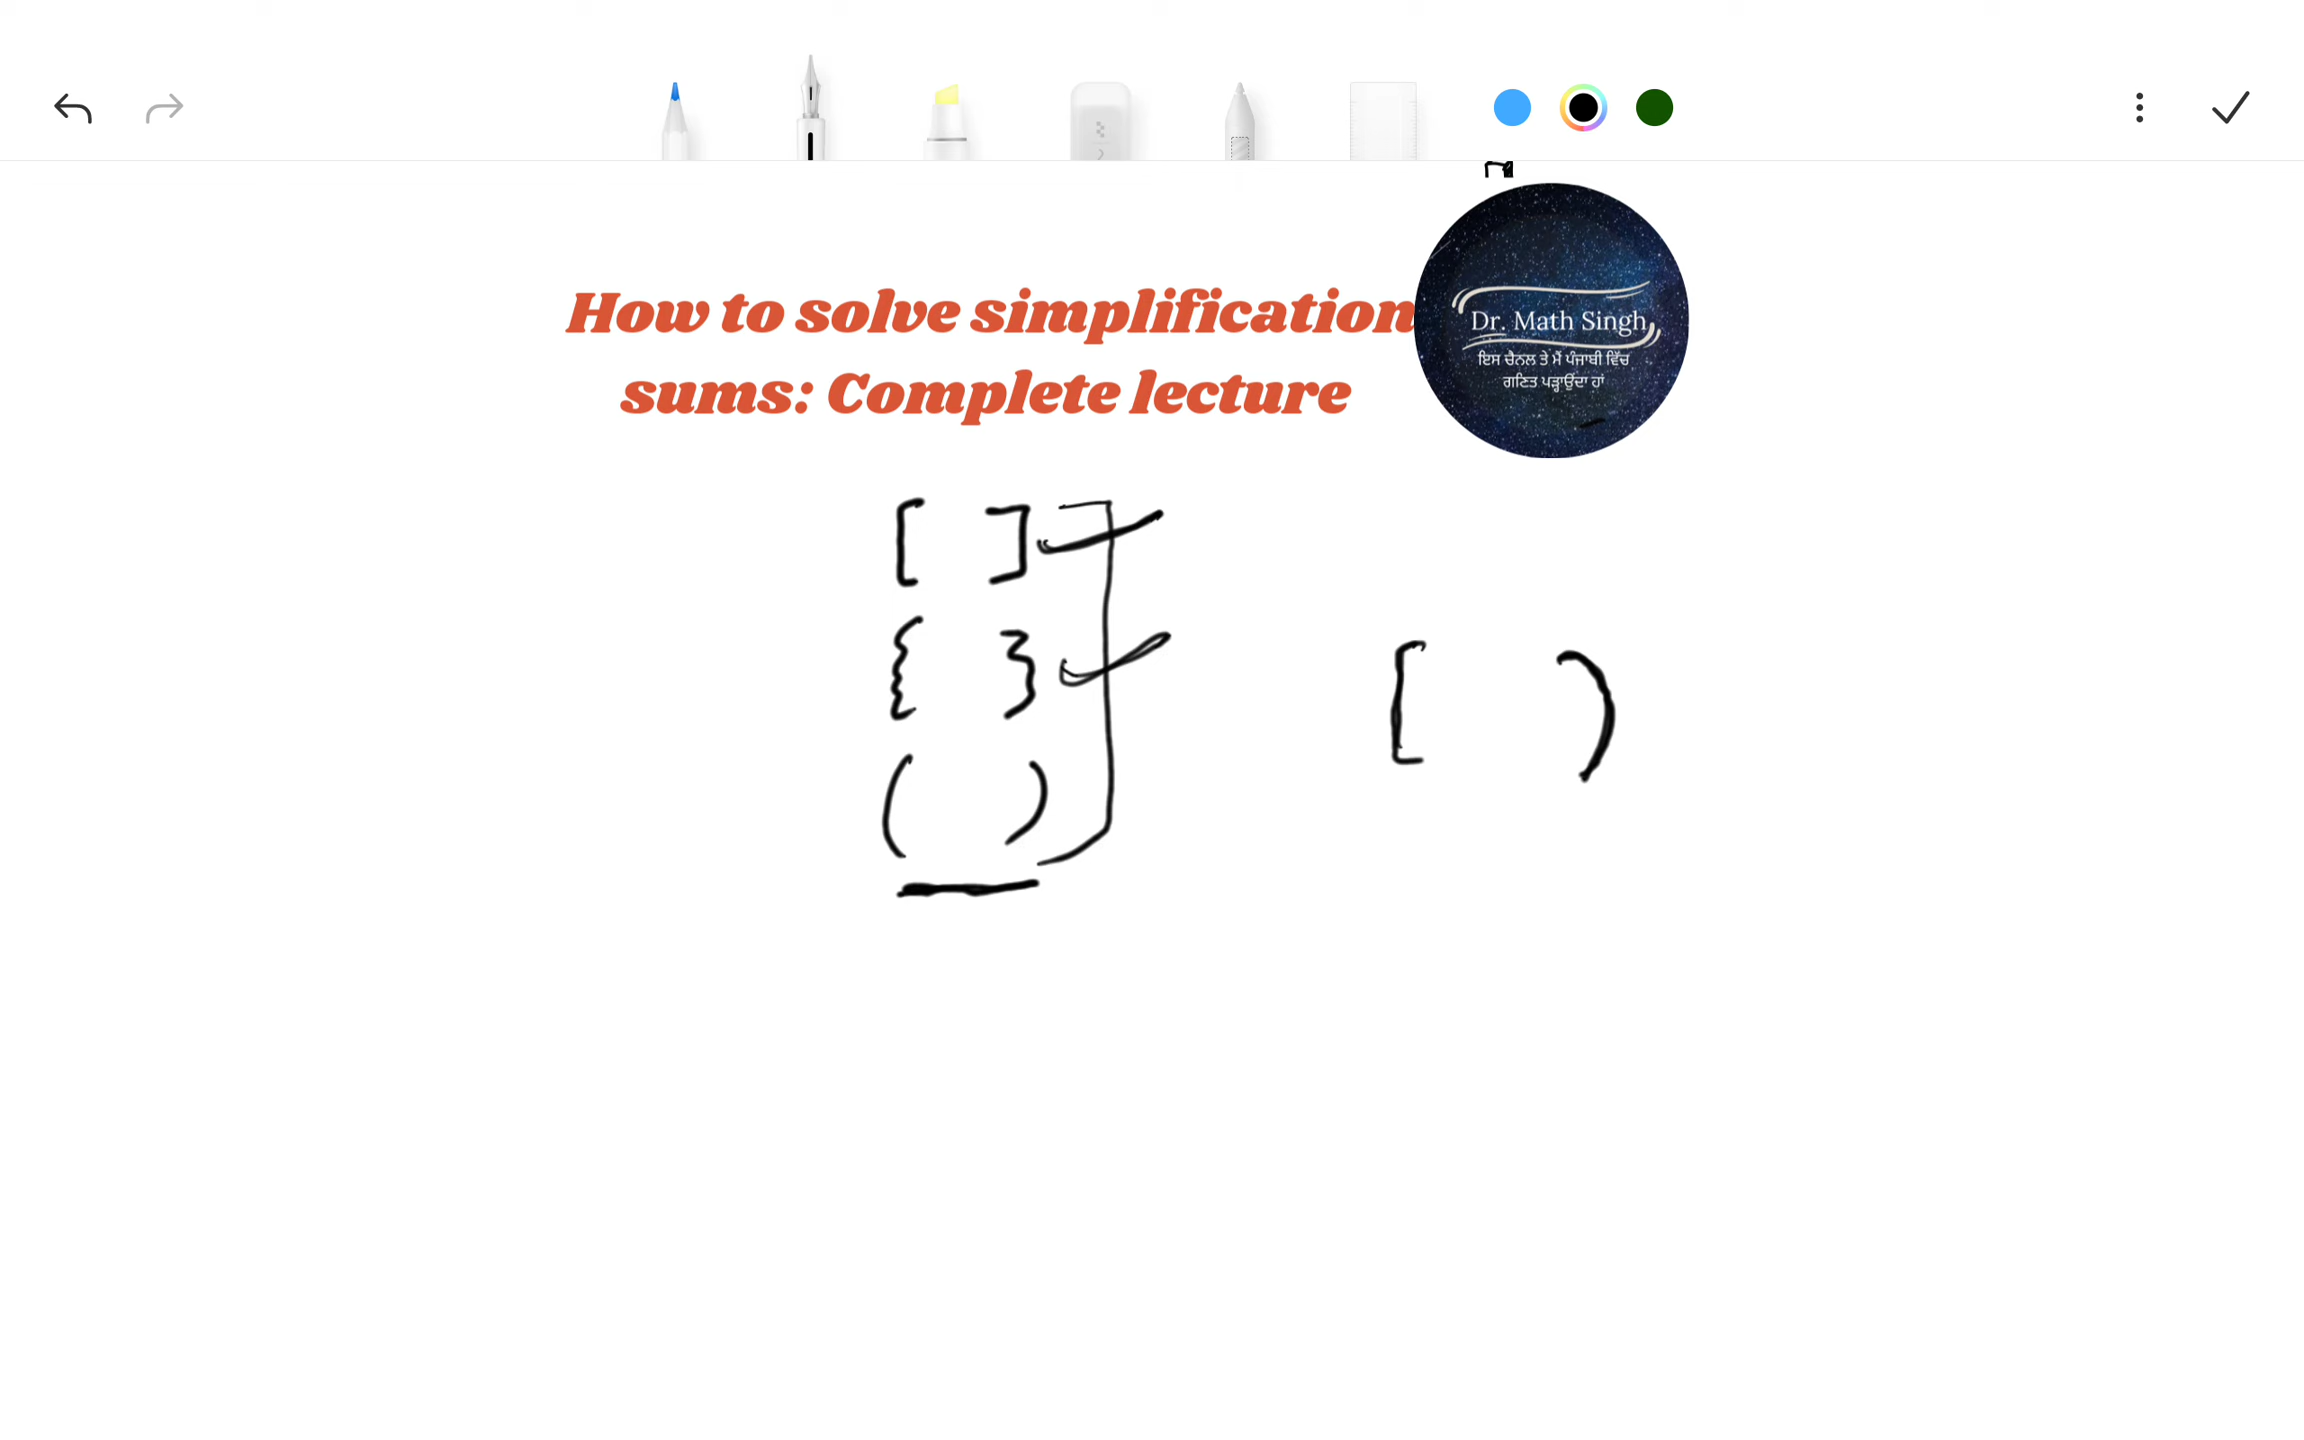 How to solve simplification
sums: Complete lecture
Dr. Math Singh
ਇਸ ਚੈਨਲ ਤੇ ਮੈਂ ਪੰਜਾਬੀ ਵਿੱਚ
ਗਣਿਤ ਪੜ੍ਹਾਉਂਦਾ ਹਾਂ
[ ]
{ }
[ )
( )